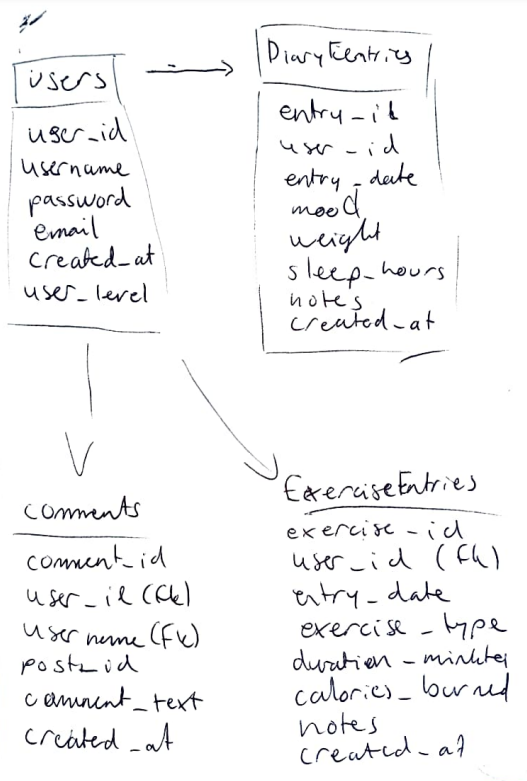 Users
user_id
username
password
email
created_at
user_level
DiaryEentries
entry_id
user_id
entry_date
mood
weight
sleep_hours
notes
created_at
comments
comment_id
user_id (fk)
username (fk)
post_id
comment_text
created_at
ExerciseEntries
exercise_id
user_id (fk)
entry_date
exercise_type
duration_minutes
calories_burned
notes
created_at